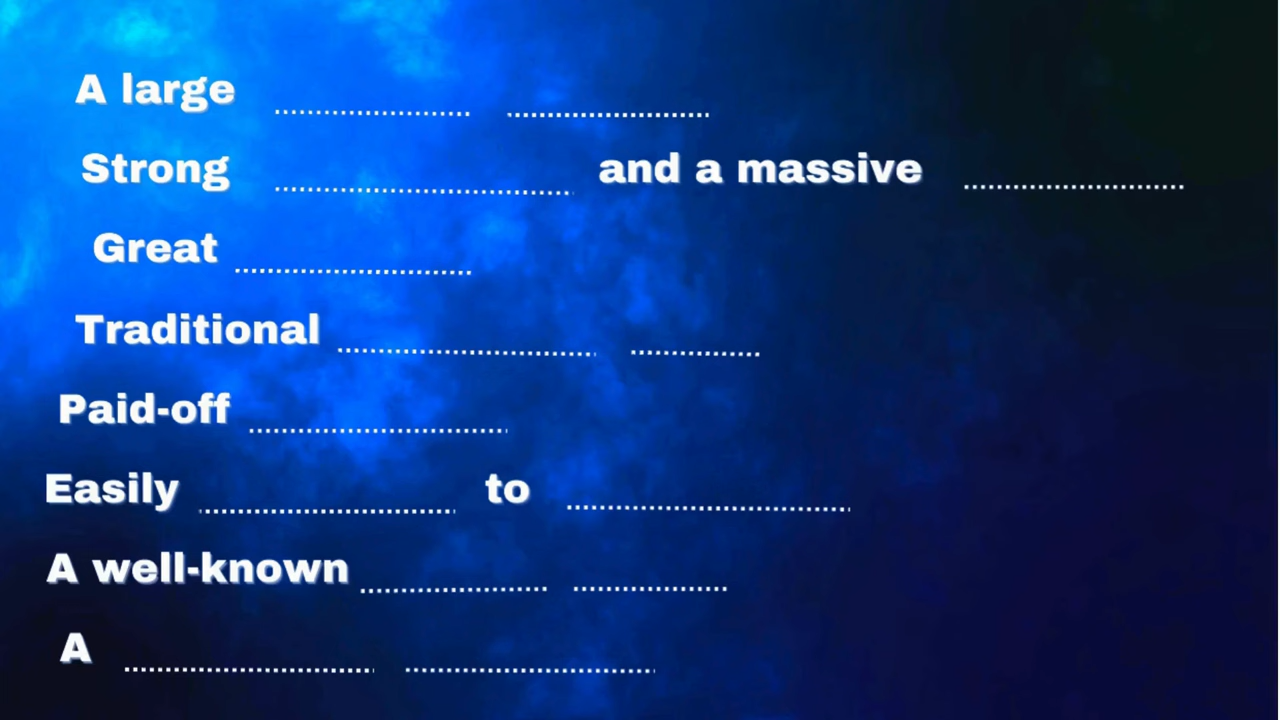 A large .................... ....................
Strong .............................. and a massive ......................
Great ........................
Traditional .......................... .............
Paid-off ..........................
Easily .......................... to .............................
A well-known ................... ................
A ......................... .........................